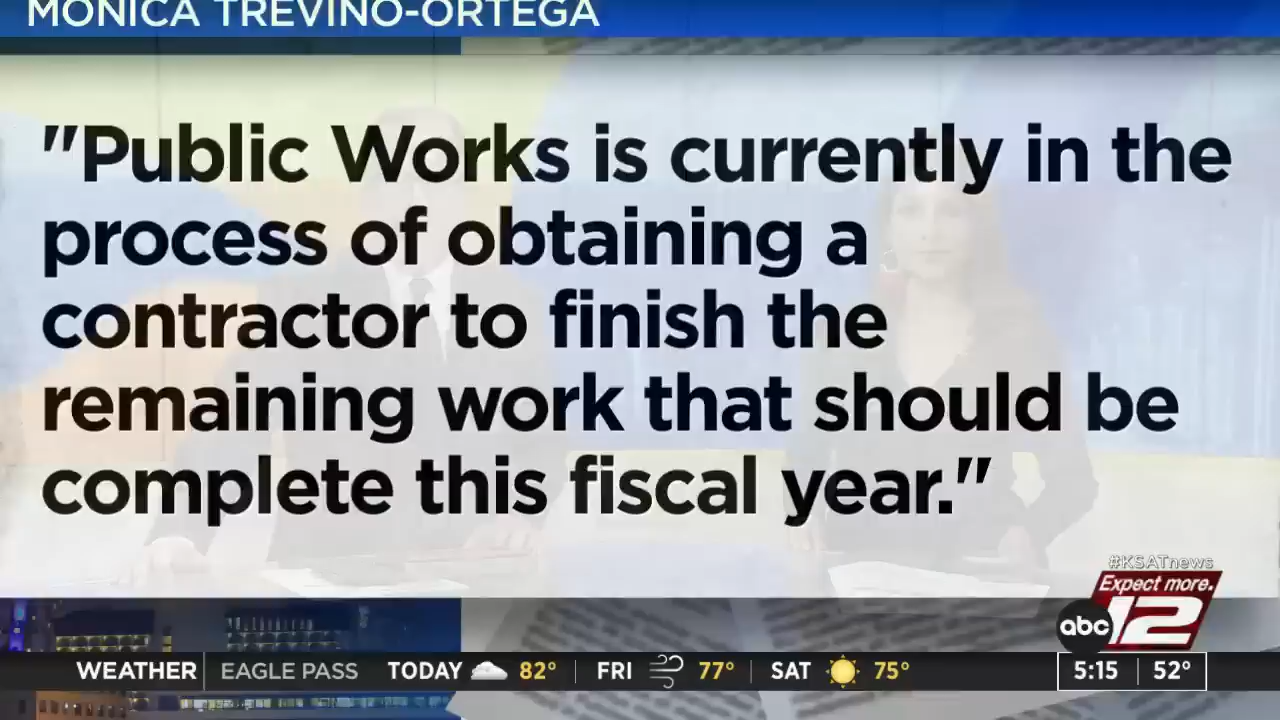 MONICA TREVINO-ORTEGA
"Public Works is currently in the
process of obtaining a
contractor to finish the
remaining work that should be
complete this fiscal year."
#KSATnews
Expect more.
abc 12
WEATHER EAGLE PASS TODAY 82° FRI 77° SAT 75° 5:15 52°